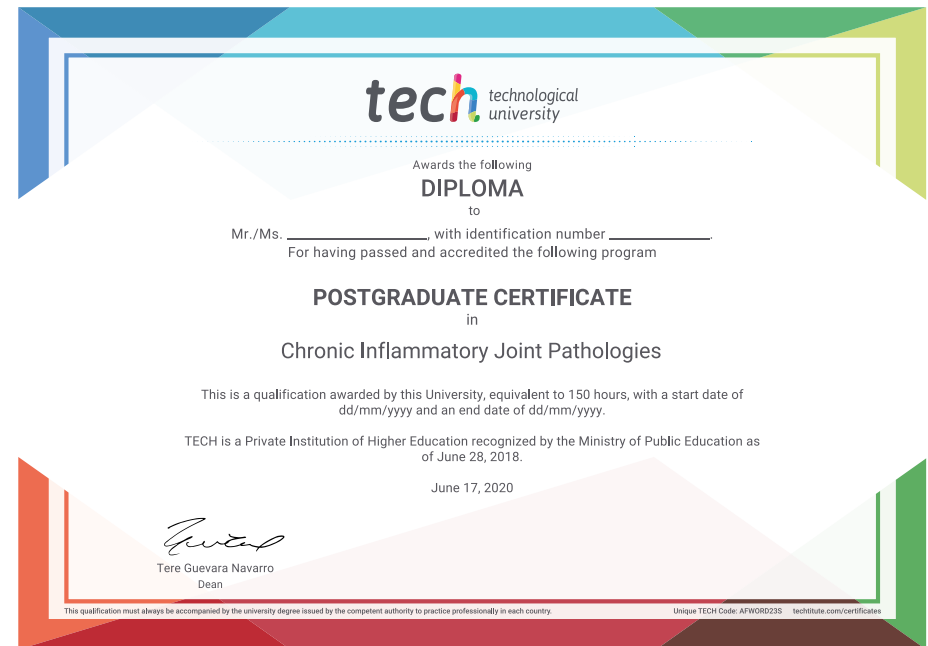 tech technological
university
Awards the following
DIPLOMA
to
Mr./Ms. ____________________, with identification number ______________.
For having passed and accredited the following program
POSTGRADUATE CERTIFICATE
in
Chronic Inflammatory Joint Pathologies
This is a qualification awarded by this University, equivalent to 150 hours, with a start date of
dd/mm/yyyy and an end date of dd/mm/yyyy.
TECH is a Private Institution of Higher Education recognized by the Ministry of Public Education as
of June 28, 2018.
June 17, 2020
Tere Guevara Navarro
Dean
This qualification must always be accompanied by the university degree issued by the competent authority to practice professionally in each country.
Unique TECH Code: AFWORD23S techtitute.com/certificates